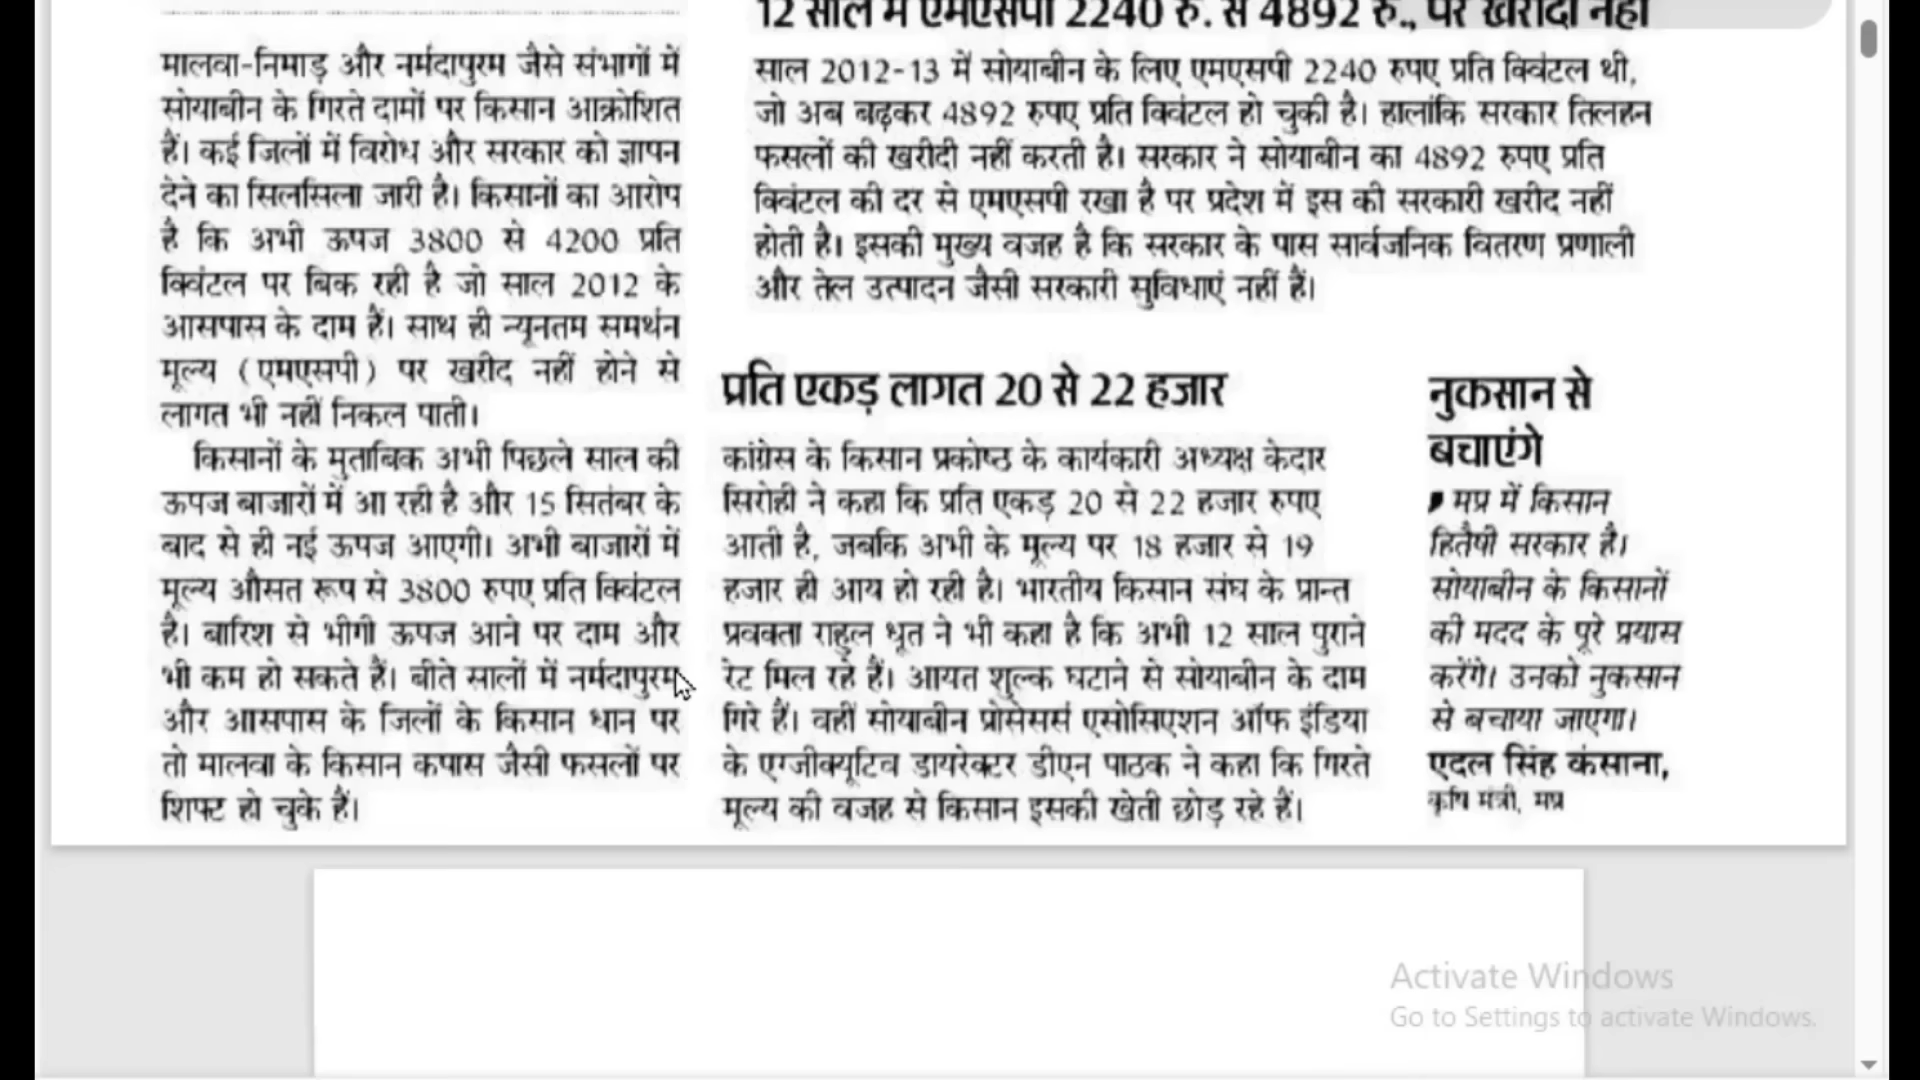 मालवा-निमाड़ और नर्मदापुरम जैसे संभागों में
सोयाबीन के गिरते दामों पर किसान आक्रोशित
हैं। कई जिलों में विरोध और सरकार को ज्ञापन
देने का सिलसिला जारी है। किसानों का आरोप
है कि अभी ऊपज 3800 से 4200 प्रति
क्विंटल पर बिक रही है जो साल 2012 के
आसपास के दाम हैं। साथ ही न्यूनतम समर्थन
मूल्य (एमएसपी) पर खरीद नहीं होने से
लागत भी नहीं निकल पाती।
किसानों के मुताबिक अभी पिछले साल की
ऊपज बाजारों में आ रही है और 15 सितंबर के
बाद से ही नई ऊपज आएगी। अभी बाजारों में
मूल्य औसत रूप से 3800 रुपए प्रति क्विंटल
है। बारिश से भीगी ऊपज आने पर दाम और
भी कम हो सकते हैं। बीते सालों में नर्मदापुरम
और आसपास के जिलों के किसान धान पर
तो मालवा के किसान कपास जैसी फसलों पर
शिफ्ट हो चुके हैं।
12 साल में एमएसपी 2240 रु. से 4892 रु., पर खरीदी नहीं
साल 2012-13 में सोयाबीन के लिए एमएसपी 2240 रुपए प्रति क्विंटल थी,
जो अब बढ़कर 4892 रुपए प्रति क्विंटल हो चुकी है। हालांकि सरकार तिलहन
फसलों की खरीदी नहीं करती है। सरकार ने सोयाबीन का 4892 रुपए प्रति
क्विंटल की दर से एमएसपी रखा है पर प्रदेश में इस की सरकारी खरीद नहीं
होती है। इसकी मुख्य वजह है कि सरकार के पास सार्वजनिक वितरण प्रणाली
और तेल उत्पादन जैसी सरकारी सुविधाएं नहीं हैं।
प्रति एकड़ लागत 20 से 22 हजार
कांग्रेस के किसान प्रकोष्ठ के कार्यकारी अध्यक्ष केदार
सिरोही ने कहा कि प्रति एकड़ 20 से 22 हजार रुपए
आती है, जबकि अभी के मूल्य पर 18 हजार से 19
हजार ही आय हो रही है। भारतीय किसान संघ के प्रान्त
प्रवक्ता राहुल धूत ने भी कहा है कि अभी 12 साल पुराने
रेट मिल रहे हैं। आयत शुल्क घटाने से सोयाबीन के दाम
गिरे हैं। वहीं सोयाबीन प्रोसेसर्स एसोसिएशन ऑफ इंडिया
के एग्जीक्यूटिव डायरेक्टर डीएन पाठक ने कहा कि गिरते
मूल्य की वजह से किसान इसकी खेती छोड़ रहे हैं।
नुकसान से
बचाएंगे
मप्र में किसान
हितैषी सरकार है।
सोयाबीन के किसानों
की मदद के पूरे प्रयास
करेंगे। उनको नुकसान
से बचाया जाएगा।
एदल सिंह कंसाना,
कृषि मंत्री, मप्र
Activate Windows
Go to Settings to activate Windows.